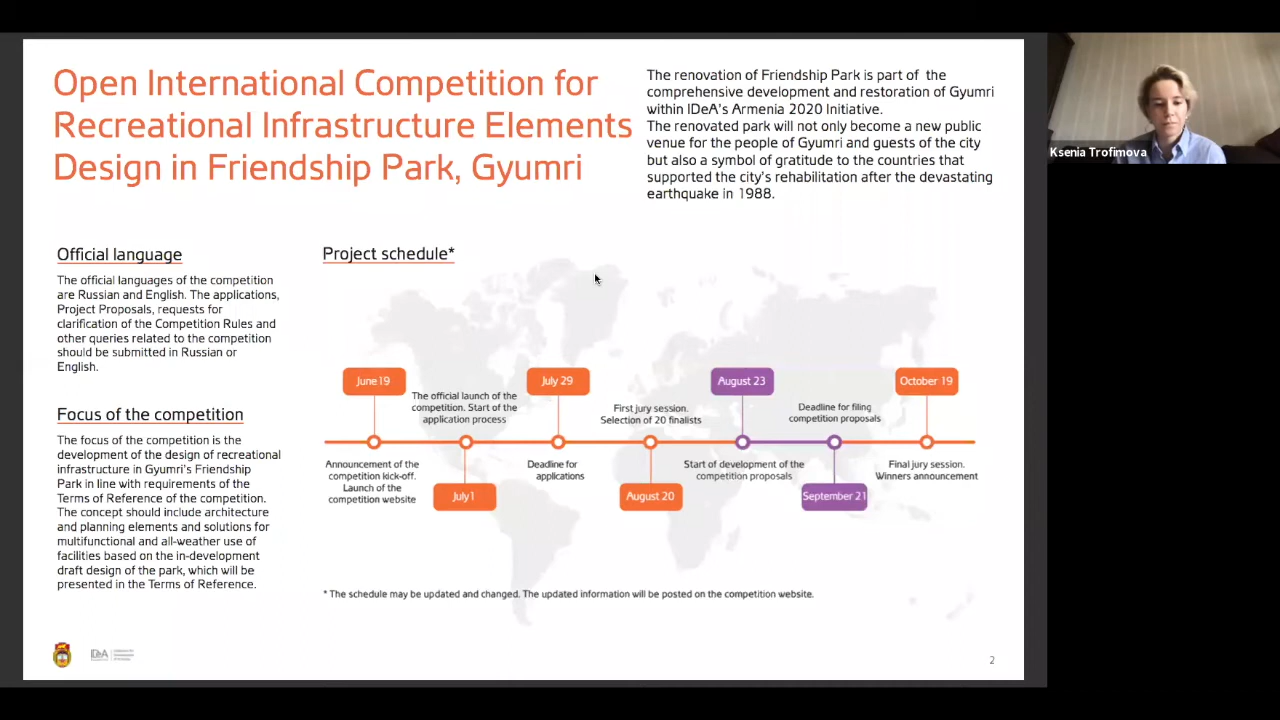 Open International Competition for
Recreational Infrastructure Elements
Design in Friendship Park, Gyumri
The renovation of Friendship Park is part of the
comprehensive development and restoration of Gyumri
within IDeA's Armenia 2020 Initiative.
The renovated park will not only become a new public
venue for the people of Gyumri and guests of the city
but also a symbol of gratitude to the countries that
supported the city's rehabilitation after the devastating
earthquake in 1988.
Ksenia Trofimova
Official language
The official languages of the competition
are Russian and English. The applications,
Project Proposals, requests for
clarification of the Competition Rules and
other queries related to the competition
should be submitted in Russian or
English.
Focus of the competition
The focus of the competition is the
development of the design of recreational
infrastructure in Gyumri's Friendship
Park in line with requirements of the
Terms of Reference of the competition.
The concept should include architecture
and planning elements and solutions for
multifunctional and all-weather use of
facilities based on the in-development
draft design of the park, which will be
presented in the Terms of Reference.
Project schedule*
June 19
Announcement of the
competition kick-off.
Launch of the
competition website
The official launch of the
competition. Start of the
application process
July 1
July 29
Deadline for
applications
First jury session.
Selection of 20 finalists
August 20
August 23
Start of development of the
competition proposals
Deadline for filing
competition proposals
September 21
October 19
Final jury session.
Winners announcement
* The schedule may be updated and changed. The updated information will be posted on the competition website.
IDeA
2